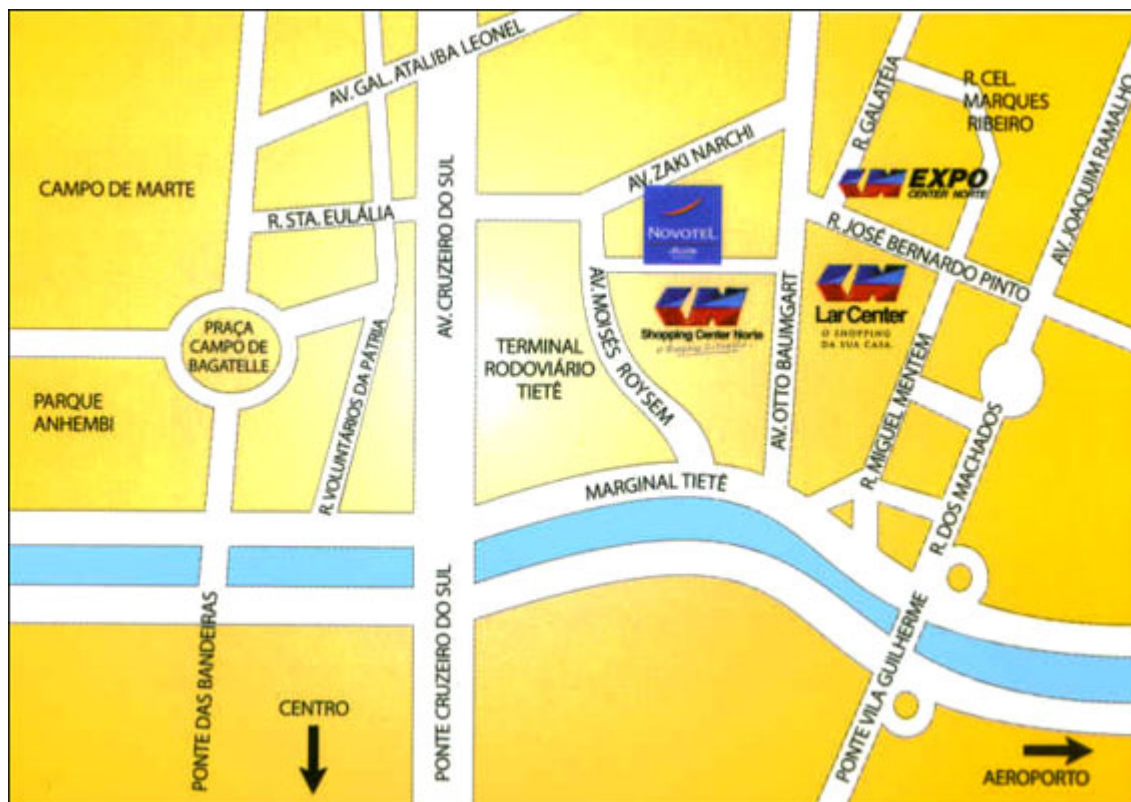 AV. GAL. ATALIBA LEONEL
R. GALATÉIA
R. CEL.
MARQUES
RIBEIRO
AV. JOAQUIM RAMALHO
CAMPO DE MARTE
AV. CRUZEIRO DO SUL
AV. ZAKI NARCHI
EXPO
CENTER NORTE
R. STA. EULÁLIA
NOVOTEL
R. JOSÉ BERNARDO PINTO
PRAÇA
CAMPO DE
BAGATELLE
R. VOLUNTÁRIOS DA PÁTRIA
TERMINAL
RODOVIÁRIO
TIETÊ
AV. MOISÉS ROYSEM
Shopping Center Norte
AV. OTTO BAUMGART
Lar Center
O SHOPPING
DA SUA CASA
PARQUE
ANHEMBI
R. MIGUEL MENTEM
MARGINAL TIETÊ
R. DOS MACHADOS
PONTE DAS BANDEIRAS
PONTE CRUZEIRO DO SUL
PONTE VILA GUILHERME
CENTRO
AEROPORTO